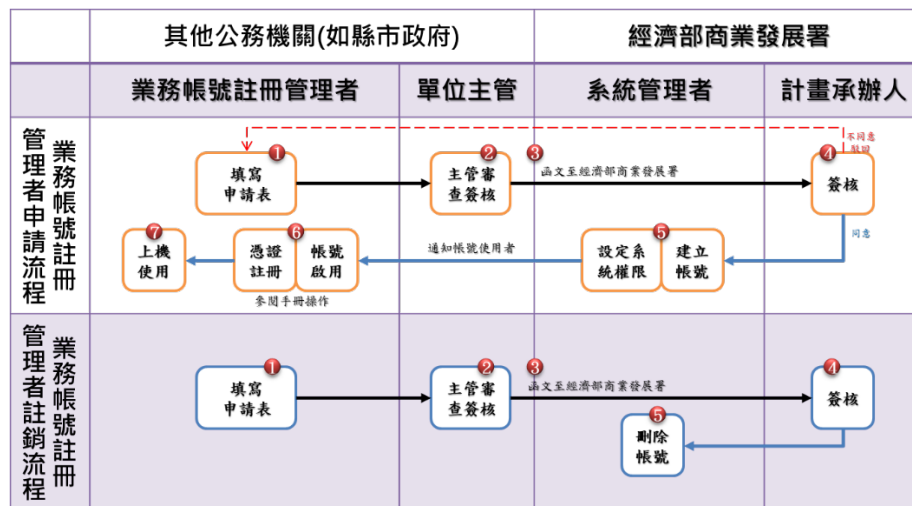 其他公務機關(如縣市政府)
經濟部商業發展署
業務帳號註冊管理者
單位主管
系統管理者
計畫承辦人
業務帳號註冊
管理者申請流程
不同意
駁回
1
填寫
申請表
2
主管審
查簽核
3
函文至經濟部商業發展署
4
簽核
同意
5
建立
帳號
設定系
統權限
通知帳號使用者
6
帳號
啟用
憑證
註冊
參閱手冊操作
7
上機
使用
業務帳號註冊
管理者註銷流程
1
填寫
申請表
2
主管審
查簽核
3
函文至經濟部商業發展署
4
簽核
5
刪除
帳號